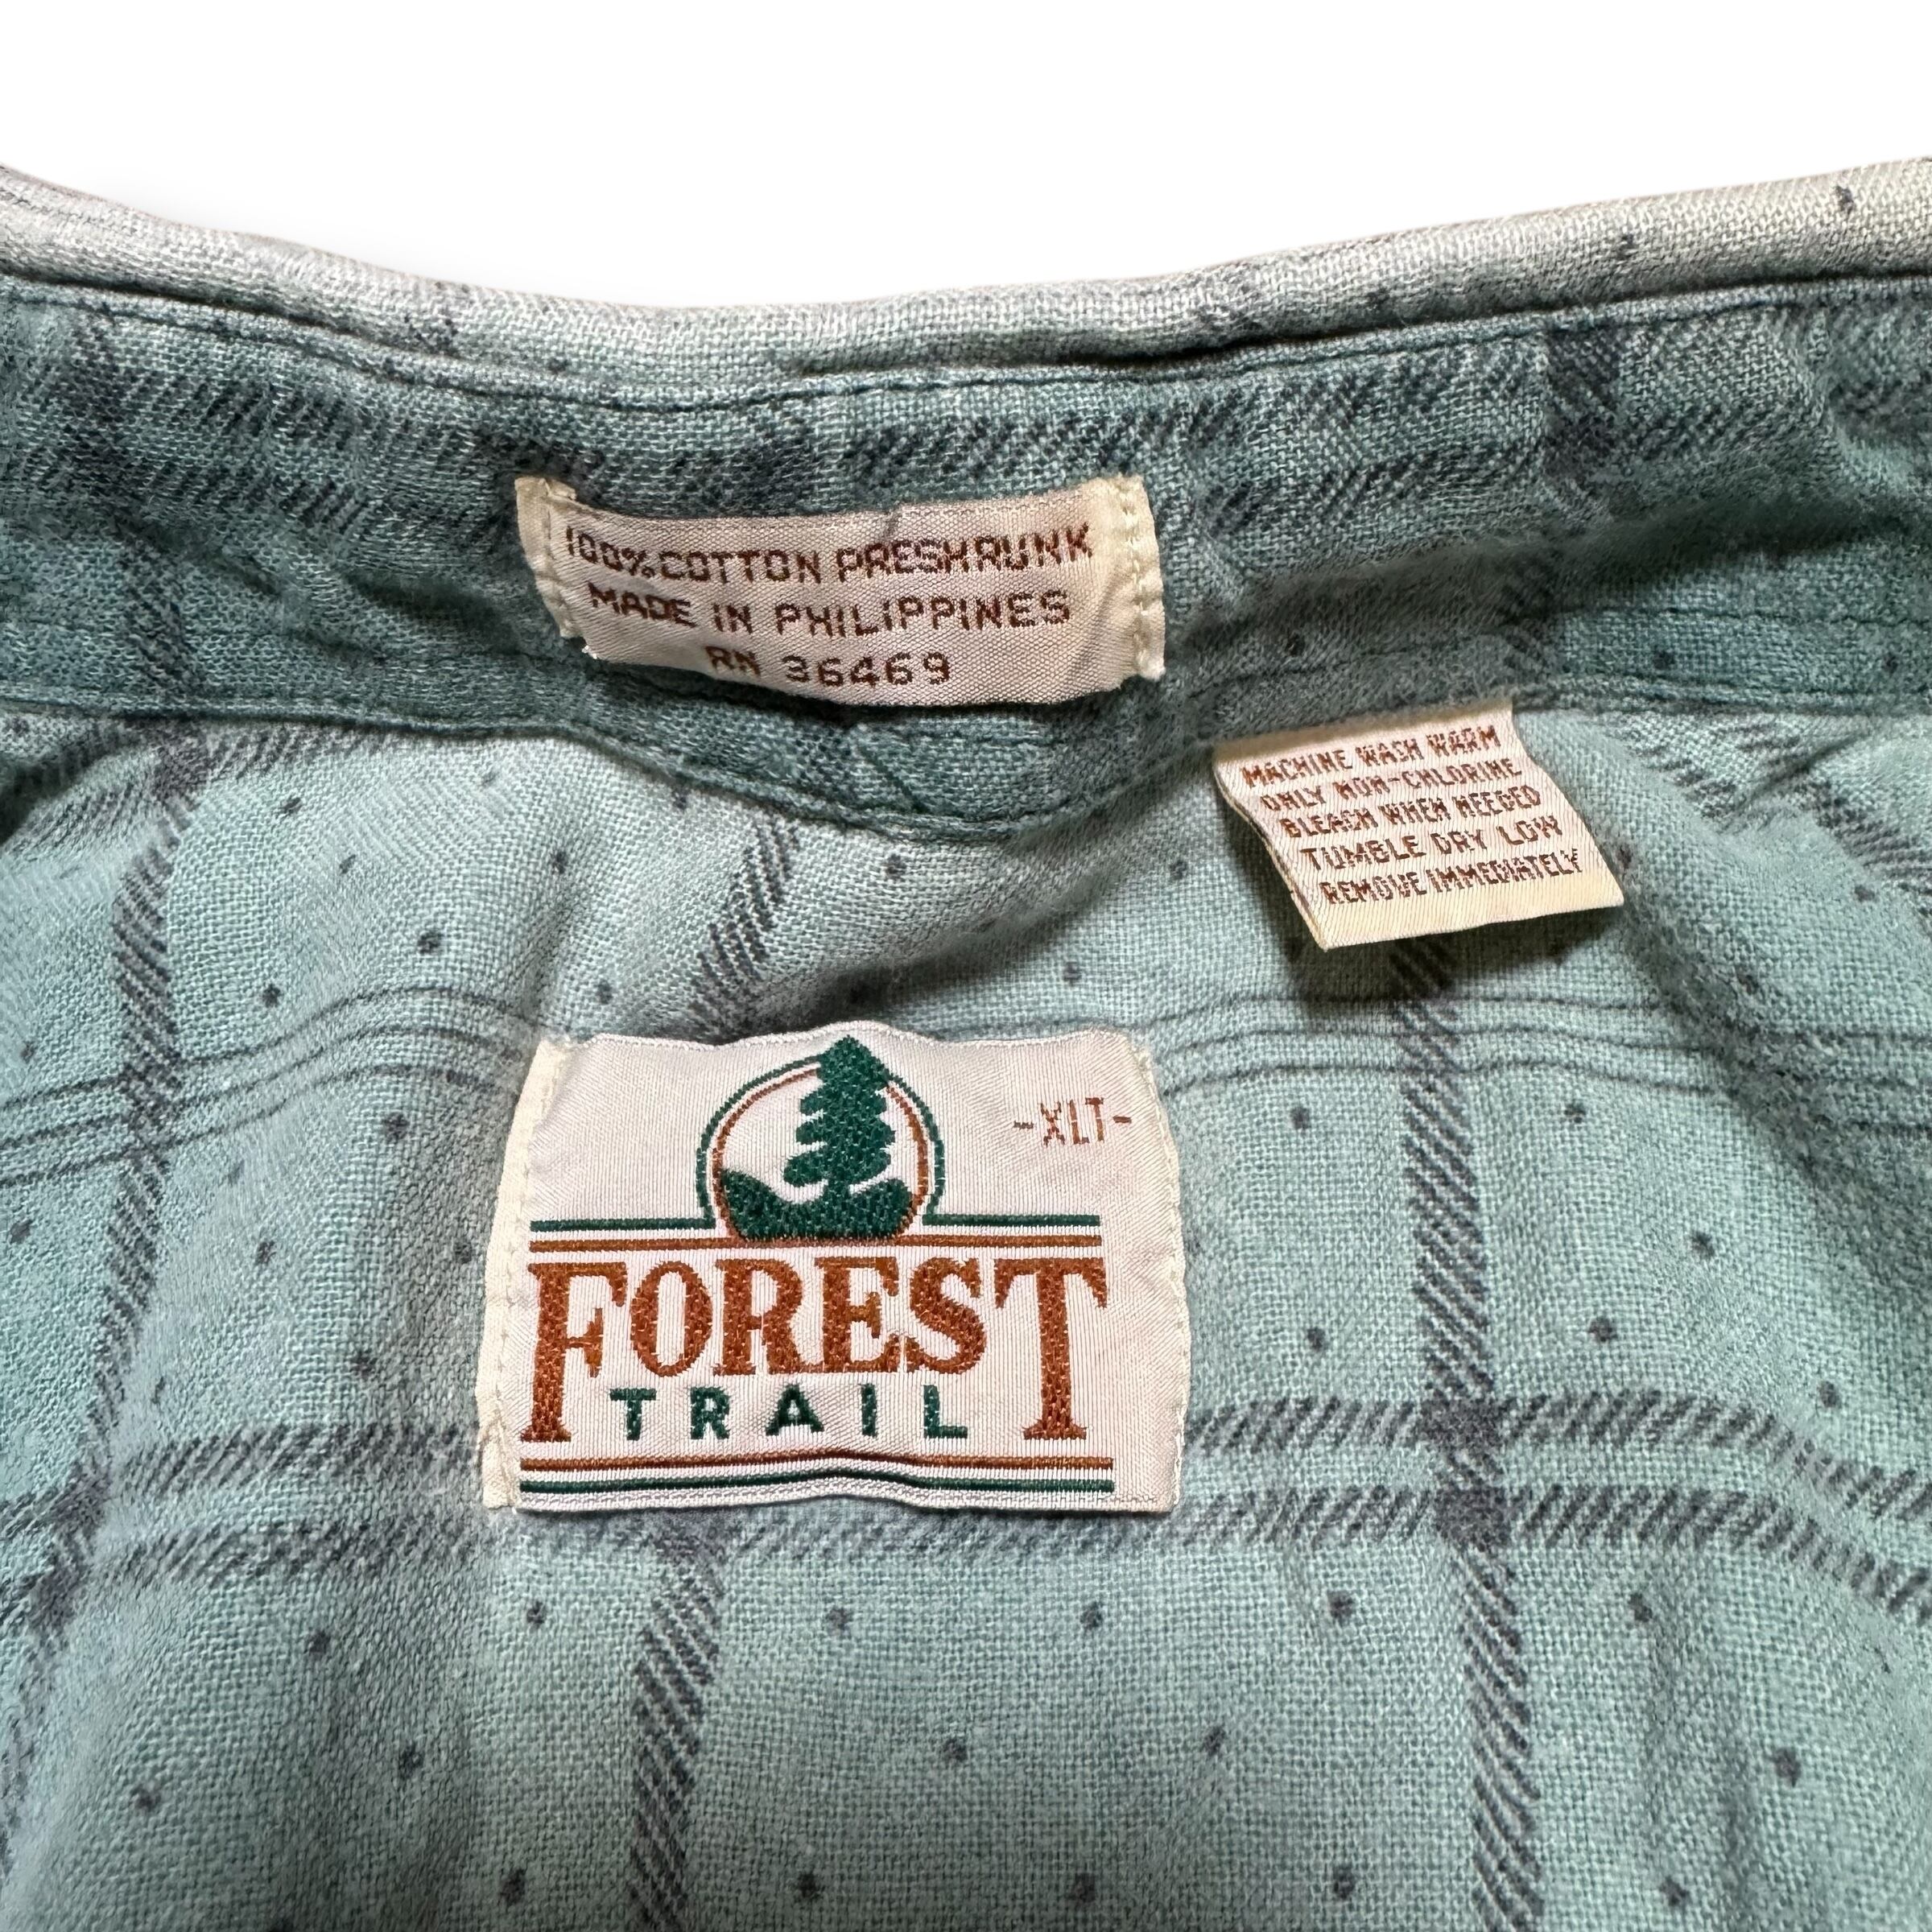 100% COTTON PRESHRUNK
MADE IN PHILIPPINES
RN 36469
MACHINE WASH WARM
ONLY NON-CHLORINE
BLEACH WHEN NEEDED
TUMBLE DRY LOW
REMOVE IMMEDIATELY
-XLT-
FOREST
TRAIL